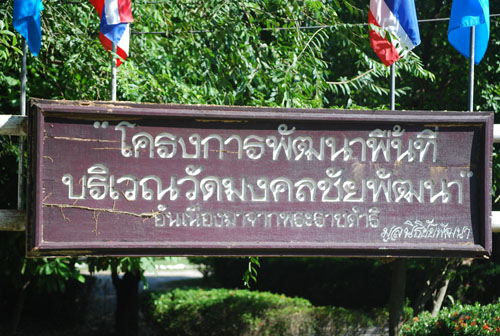 "โครงการพัฒนาพื้นที่
บริเวณวัดมงคลชัยพัฒนา"
อันเนื่องมาจากพระราชดำริ
มูลนิธิชัยพัฒนา